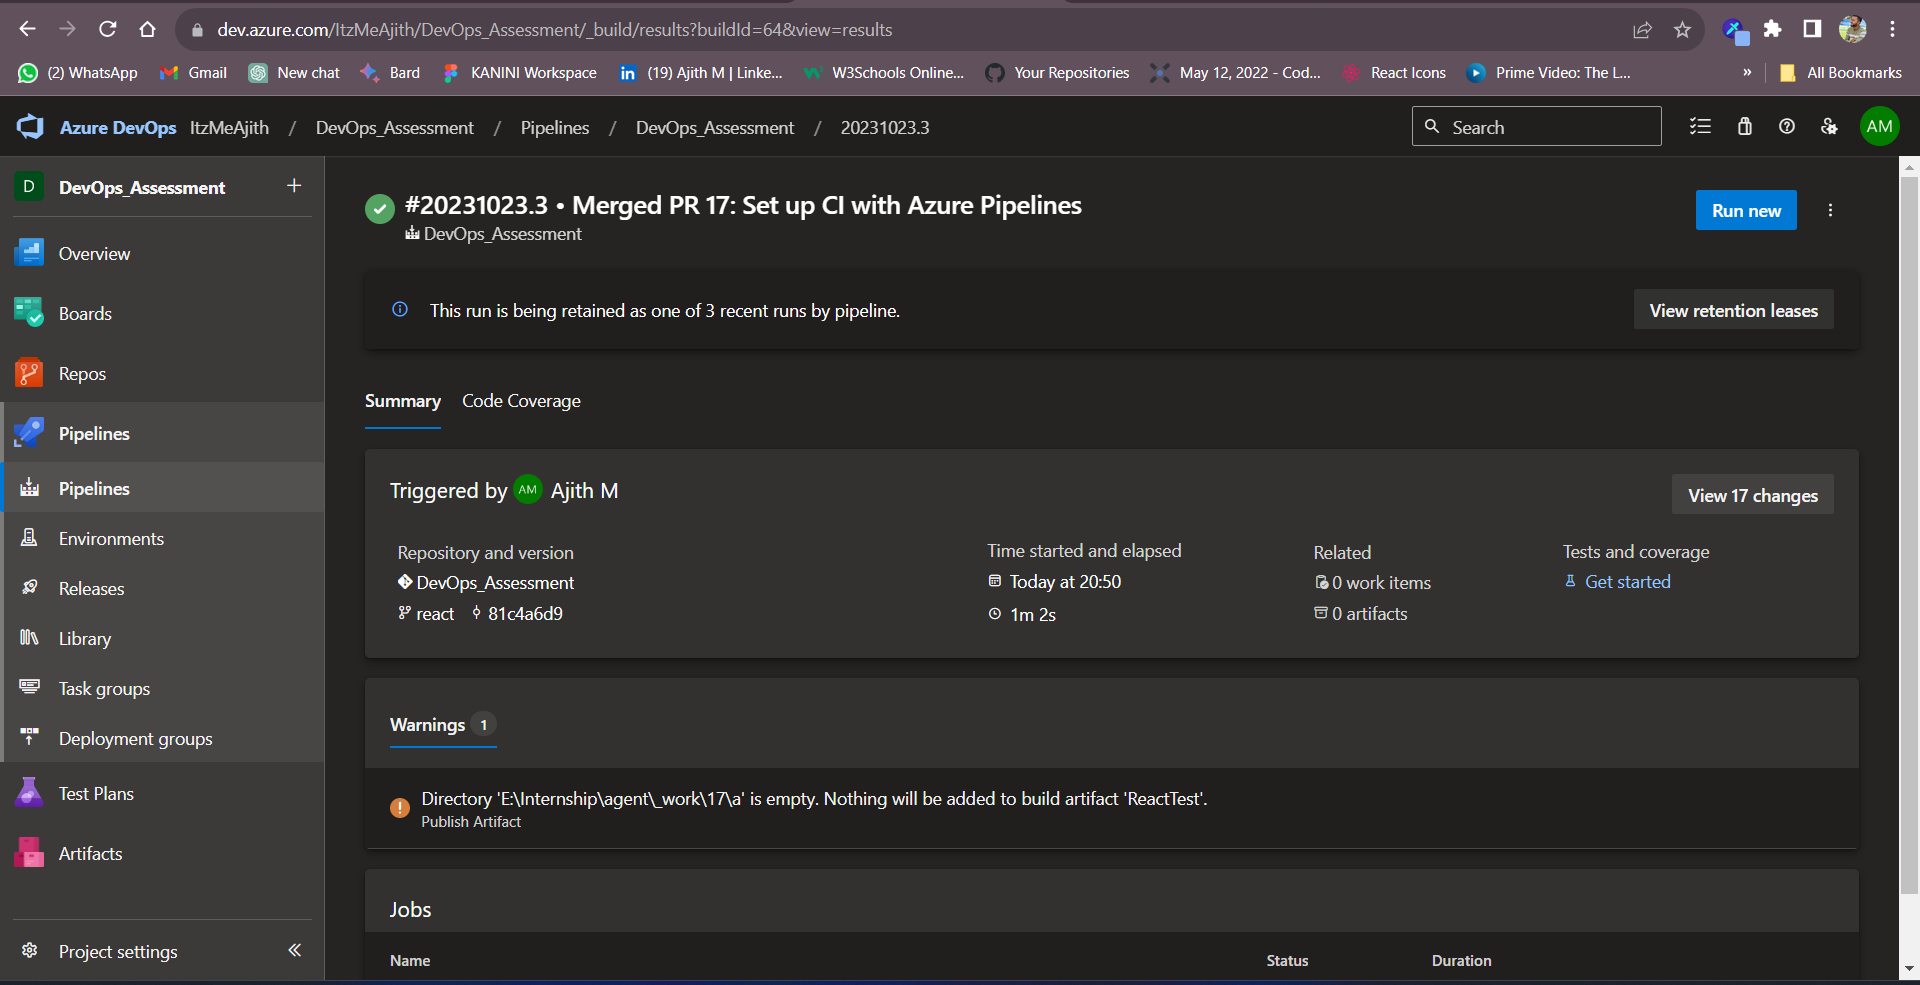 dev.azure.com/ItzMeAjith/DevOps_Assessment/_build/results?buildId=64&view=results
(2) WhatsApp Gmail New chat Bard KANINI Workspace (19) Ajith M | Linke... W3Schools Online... Your Repositories May 12, 2022 - Cod... React Icons Prime Video: The L... » All Bookmarks
Azure DevOps ItzMeAjith / DevOps_Assessment / Pipelines / DevOps_Assessment / 20231023.3 Search AM
D DevOps_Assessment +
Overview
Boards
Repos
Pipelines
Pipelines
Environments
Releases
Library
Task groups
Deployment groups
Test Plans
Artifacts
Project settings
#20231023.3 • Merged PR 17: Set up CI with Azure Pipelines
DevOps_Assessment
Run new
This run is being retained as one of 3 recent runs by pipeline.
View retention leases
Summary Code Coverage
Triggered by AM Ajith M
View 17 changes
Repository and version
DevOps_Assessment
react 81c4a6d9
Time started and elapsed
Today at 20:50
1m 2s
Related
0 work items
0 artifacts
Tests and coverage
Get started
Warnings 1
Directory 'E:\Internship\agent\_work\17\a' is empty. Nothing will be added to build artifact 'ReactTest'.
Publish Artifact
Jobs
Name Status Duration